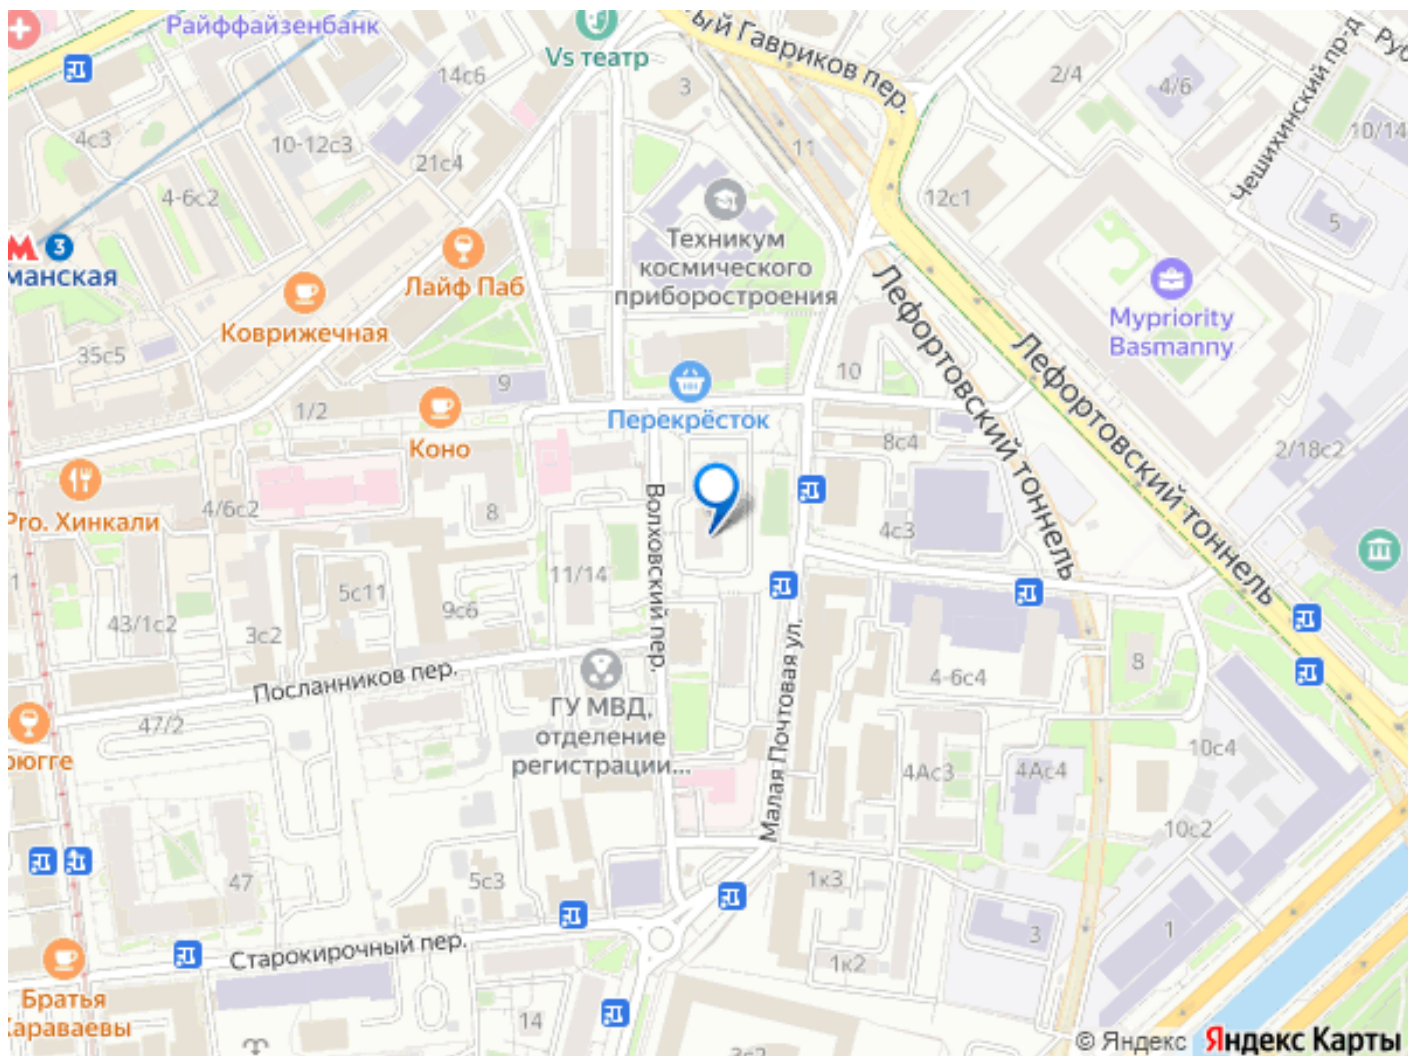 Райффайзенбанк
Vs театр
ый Гавриков пер.
Чешихинский пр-д
Руб
14с6
3
2/4
4/6
4с3
10-12с3
21с4
11
10/14
4-6с2
12с1
5
М 3
манская
Техникум
космического
приборостроения
Лайф Паб
Коврижечная
Mypriority
Basmanny
Лефортовский тоннель
Лефортовский тоннель
35с5
9
10
1/2
Коно
Перекрёсток
8с4
2/18с2
Pro. Хинкали
4/6с2
8
Волховский пер.
4с3
1
5с11
11/14
43/1с2
3с2
9с6
Посланников пер.
Малая Почтовая ул.
8
4-6с4
ГУ МВД,
отделение
регистрации...
47/2
рюгге
4Ас3
4Ас4
10с4
10с2
47
5с3
1к3
Старокирочный пер.
3
1
1к2
Братья
Караваевы
14
3с2
© Яндекс Яндекс Карты